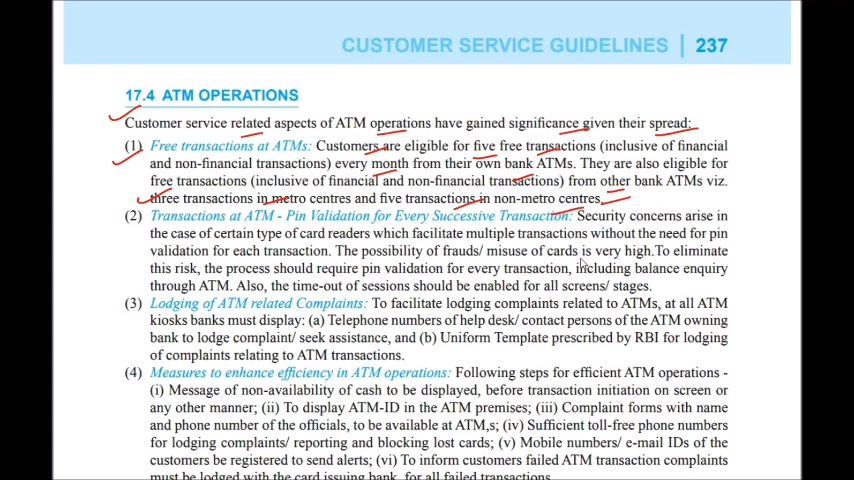 CUSTOMER SERVICE GUIDELINES | 237
17.4 ATM OPERATIONS
Customer service related aspects of ATM operations have gained significance given their spread:
(1) Free transactions at ATMs: Customers are eligible for five free transactions (inclusive of financial
and non-financial transactions) every month from their own bank ATMs. They are also eligible for
free transactions (inclusive of financial and non-financial transactions) from other bank ATMs viz.
three transactions in metro centres and five transactions in non-metro centres.
(2) Transactions at ATM - Pin Validation for Every Successive Transaction: Security concerns arise in
the case of certain type of card readers which facilitate multiple transactions without the need for pin
validation for each transaction. The possibility of frauds/ misuse of cards is very high.To eliminate
this risk, the process should require pin validation for every transaction, including balance enquiry
through ATM. Also, the time-out of sessions should be enabled for all screens/ stages.
(3) Lodging of ATM related Complaints: To facilitate lodging complaints related to ATMs, at all ATM
kiosks banks must display: (a) Telephone numbers of help desk/ contact persons of the ATM owning
bank to lodge complaint/ seek assistance, and (b) Uniform Template prescribed by RBI for lodging
of complaints relating to ATM transactions.
(4) Measures to enhance efficiency in ATM operations: Following steps for efficient ATM operations -
(i) Message of non-availability of cash to be displayed, before transaction initiation on screen or
any other manner; (ii) To display ATM-ID in the ATM premises; (iii) Complaint forms with name
and phone number of the officials, to be available at ATM,s; (iv) Sufficient toll-free phone numbers
for lodging complaints/ reporting and blocking lost cards; (v) Mobile numbers/ e-mail IDs of the
customers be registered to send alerts; (vi) To inform customers failed ATM transaction complaints
must be lodged with the card issuing bank, for all failed transactions.